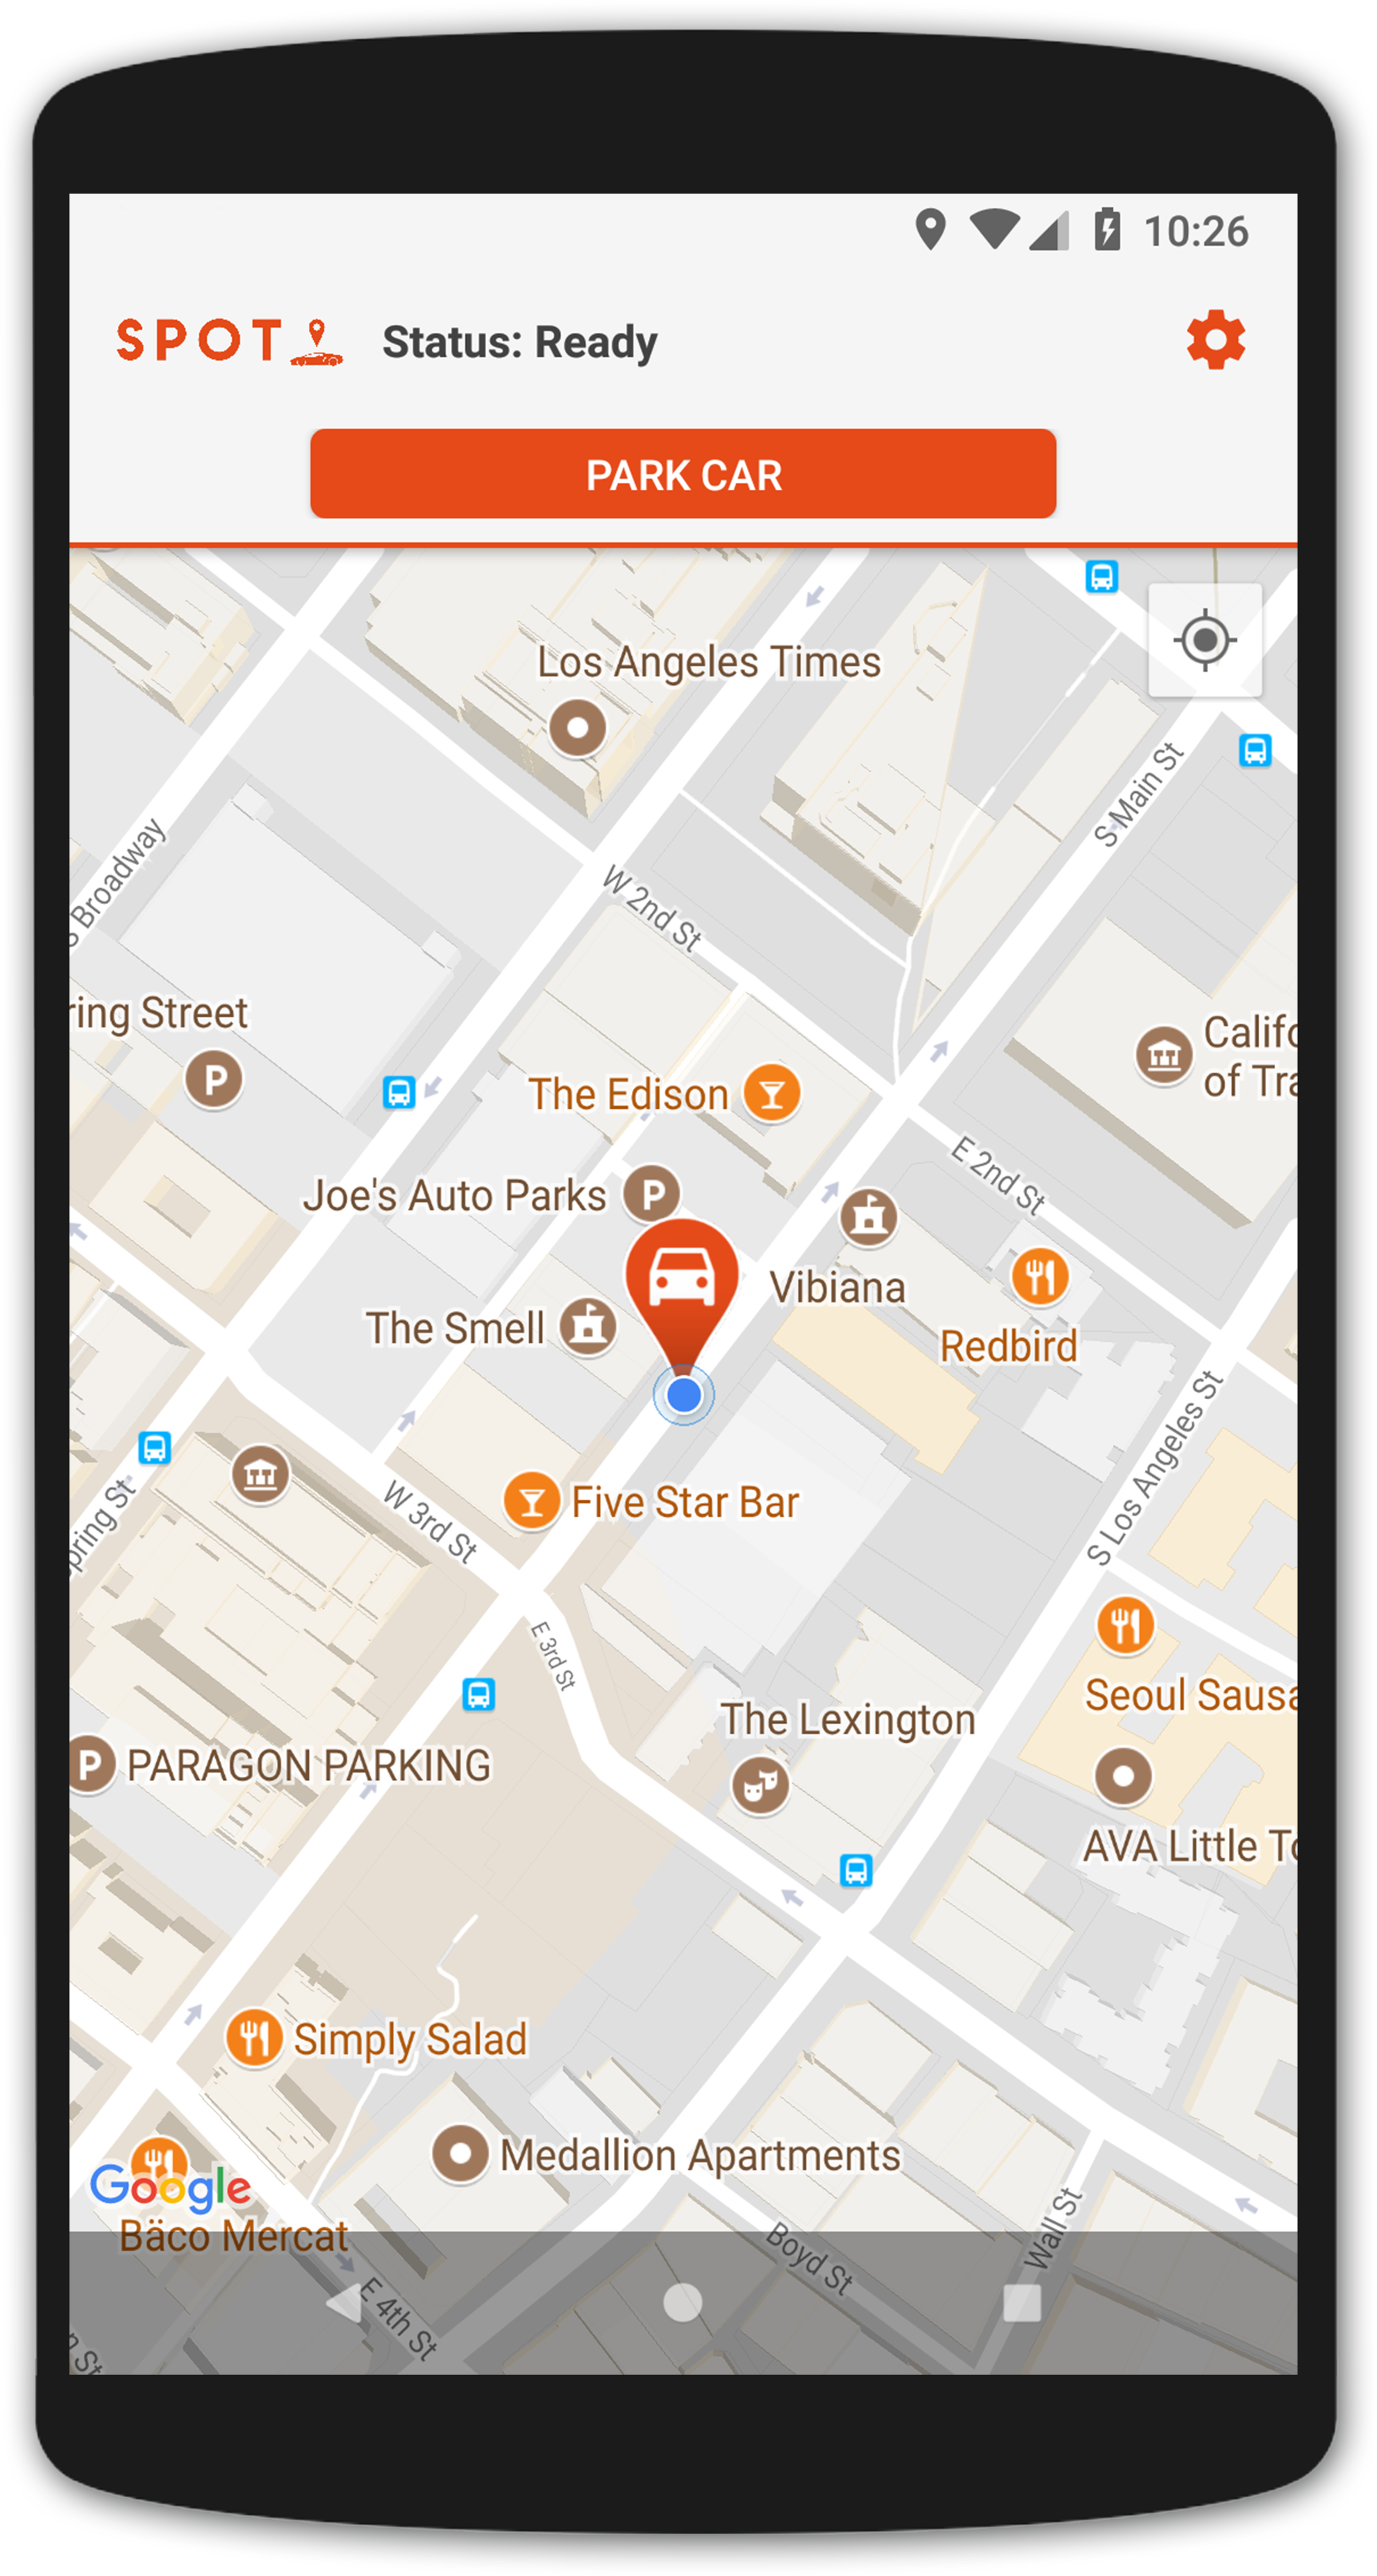 10:26
SPOT
Status: Ready
PARK CAR
Los Angeles Times
S Main St
S Broadway
W 2nd St
ring Street
P
Califo
of Tra
The Edison
E 2nd St
Joe's Auto Parks
P
Vibiana
The Smell
Redbird
S Los Angeles St
Five Star Bar
W 3rd St
pring St
E 3rd St
Seoul Sausa
The Lexington
P
PARAGON PARKING
AVA Little To
Simply Salad
Medallion Apartments
Google
Bäco Mercat
Boyd St
Wall St
E 4th St